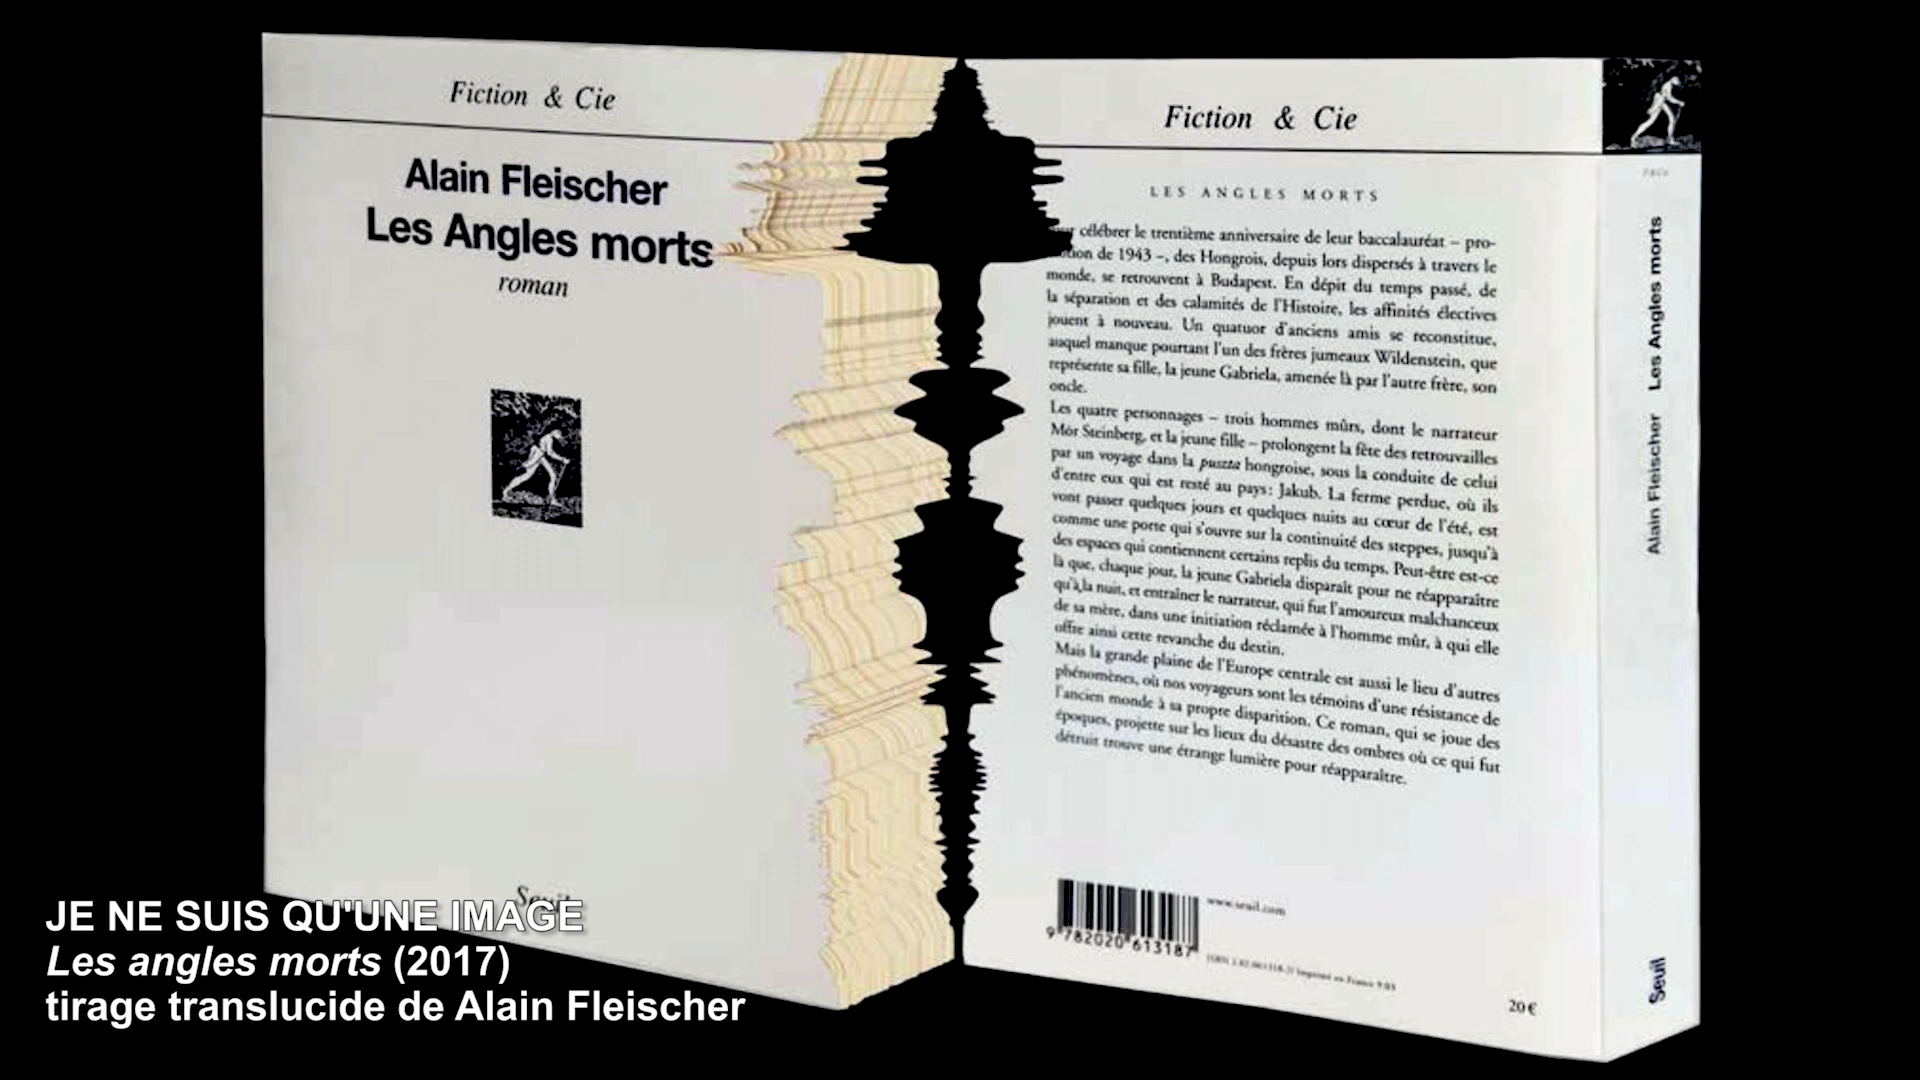 Fiction & Cie
Alain Fleischer
Les Angles morts
roman
Seuil
Fiction & Cie
LES ANGLES MORTS
célébrer le trentième anniversaire de leur baccalauréat – pro-
de 1943 –, des Hongrois, depuis lors dispersés à travers le
monde, se retrouvent à Budapest. En dépit du temps passé, de
la séparation et des calamités de l'Histoire, les affinités électives
jouent à nouveau. Un quatuor d'anciens amis se reconstitue,
auquel manque pourtant l'un des frères jumeaux Wildenstein, que
représente sa fille, la jeune Gabriela, amenée là par l'autre frère, son
oncle.
Les quatre personnages – trois hommes mûrs, dont le narrateur
Mór Steinberg, et la jeune fille – prolongent la fête des retrouvailles
par un voyage dans la puszta hongroise, sous la conduite de celui
d'entre eux qui est resté au pays : Jakub. La ferme perdue, où ils
vont passer quelques jours et quelques nuits au cœur de l'été, est
comme une porte qui s'ouvre sur la continuité des steppes, jusqu'à
des espaces qui contiennent certains replis du temps. Peut-être est-ce
là que, chaque jour, la jeune Gabriela disparaît pour ne réapparaître
qu'à la nuit, et entraîner le narrateur, qui fut l'amoureux malchanceux
de sa mère, dans une initiation réclamée à l'homme mûr, à qui elle
offre ainsi cette revanche du destin.
Mais la grande plaine de l'Europe centrale est aussi le lieu d'autres
phénomènes, où nos voyageurs sont les témoins d'une résistance de
l'ancien monde à sa propre disparition. Ce roman, qui se joue des
époques, projette sur les lieux du désastre des ombres où ce qui fut
détruit trouve une étrange lumière pour réapparaître.
www.seuil.com
9 782020 613187
Imprimé en France 9.03
20 €
Alain Fleischer Les Angles morts
Seuil
JE NE SUIS QU'UNE IMAGE
Les angles morts (2017)
tirage translucide de Alain Fleischer